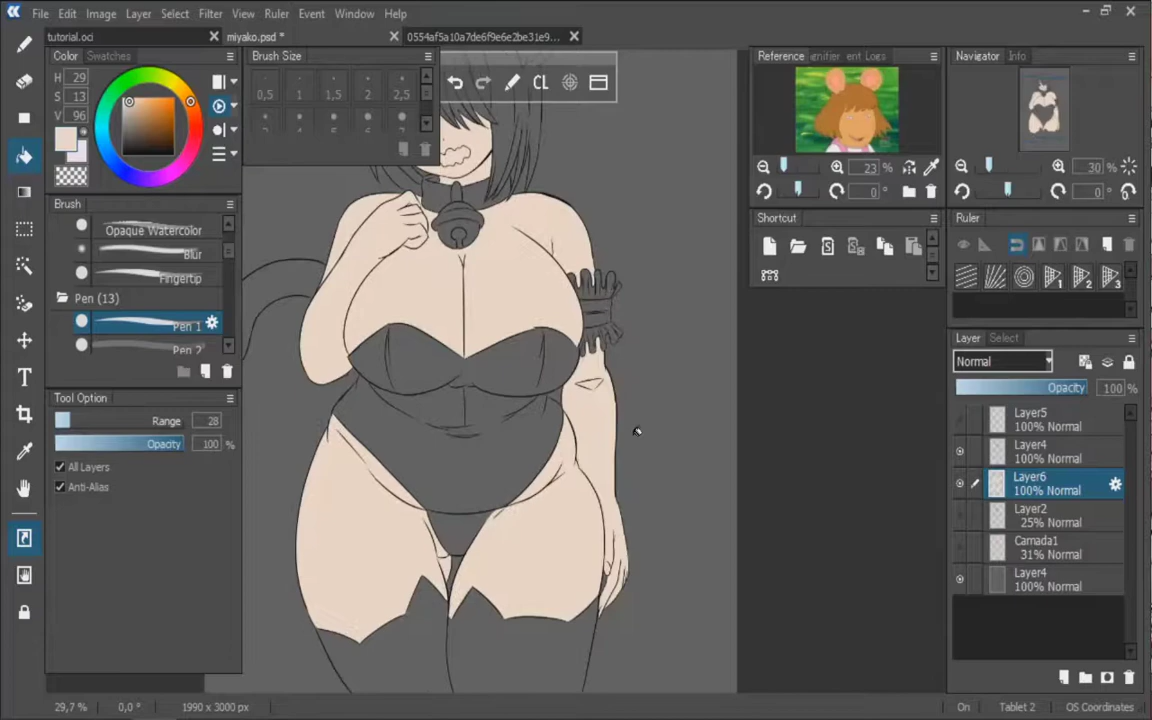 File Edit Image Layer Select Filter View Ruler Event Window Help
tutorial.oci
miyako.psd *
0554af5a10a7de6f9e6e2be31e9...
Color Swatches
H 29
S 13
V 96
Brush Size
0,5 1 1,5 2 2,5
CL
Brush
Opaque Watercolor
Blur
Fingertip
Pen (13)
Pen 1
Pen 2
Tool Option
Range 28
Opacity 100 %
All Layers
Anti-Alias
T
Reference
23 %
0 °
Shortcut
S
Navigator Info
30 %
0 °
Ruler
1 2 3
Layer Select
Normal
Opacity 100 %
Layer5
100% Normal
Layer4
100% Normal
Layer6
100% Normal
Layer2
25% Normal
Camada1
31% Normal
Layer4
100% Normal
29,7 % 0,0 ° 1990 x 3000 px On Tablet 2 OS Coordinates